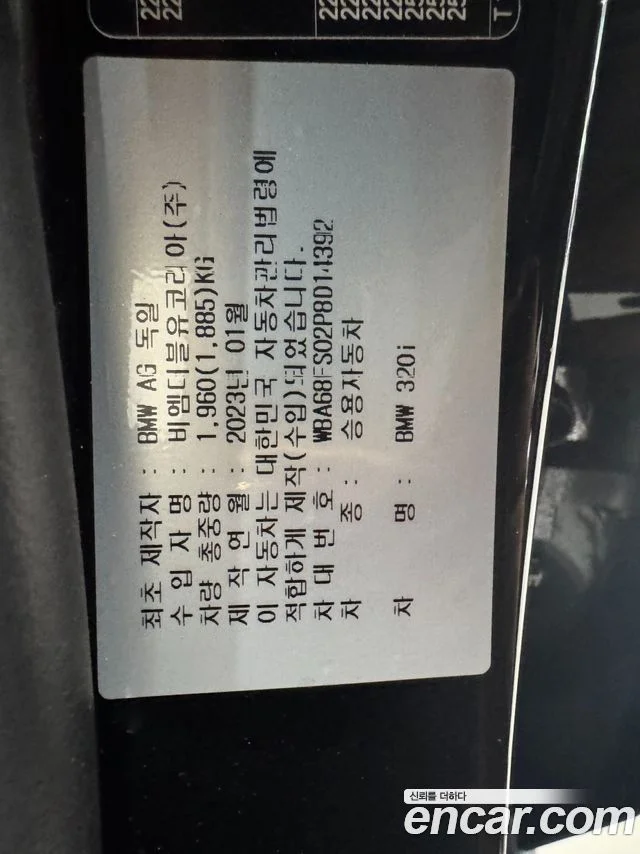 최초 제작자 : BMW AG 독일
수 입 자 명 : 비엠더블유코리아(주)
차량 총중량 : 1,960(1,885)KG
제 작 연 월 : 2023년 01월
이 자동차는 대한민국 자동차관리법령에
적합하게 제작(수입)되었습니다.
차 대 번 호 : WBA68FS02P8D14392
차 종 : 승용자동차
차 명 : BMW 320i
신뢰를 더하다
encar.com